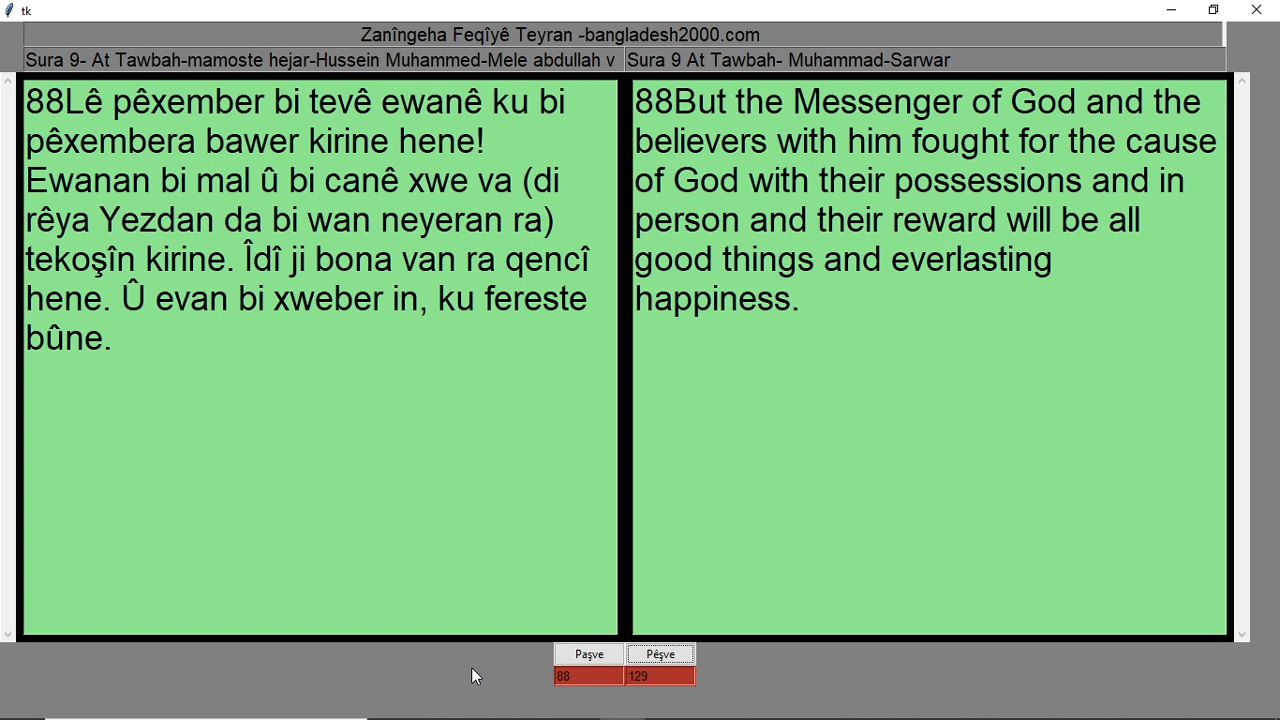 tk
Zanîngeha Feqîyê Teyran -bangladesh2000.com
Sura 9- At Tawbah-mamoste hejar-Hussein Muhammed-Mele abdullah v
Sura 9 At Tawbah- Muhammad-Sarwar
88Lê pêxember bi tevê ewanê ku bi
pêxembera bawer kirine hene!
Ewanan bi mal û bi canê xwe va (di
rêya Yezdan da bi wan neyeran ra)
tekoşîn kirine. Îdî ji bona van ra qencî
hene. Û evan bi xweber in, ku fereste
bûne.
88But the Messenger of God and the
believers with him fought for the cause
of God with their possessions and in
person and their reward will be all
good things and everlasting
happiness.
Paşve
Pêşve
88
129